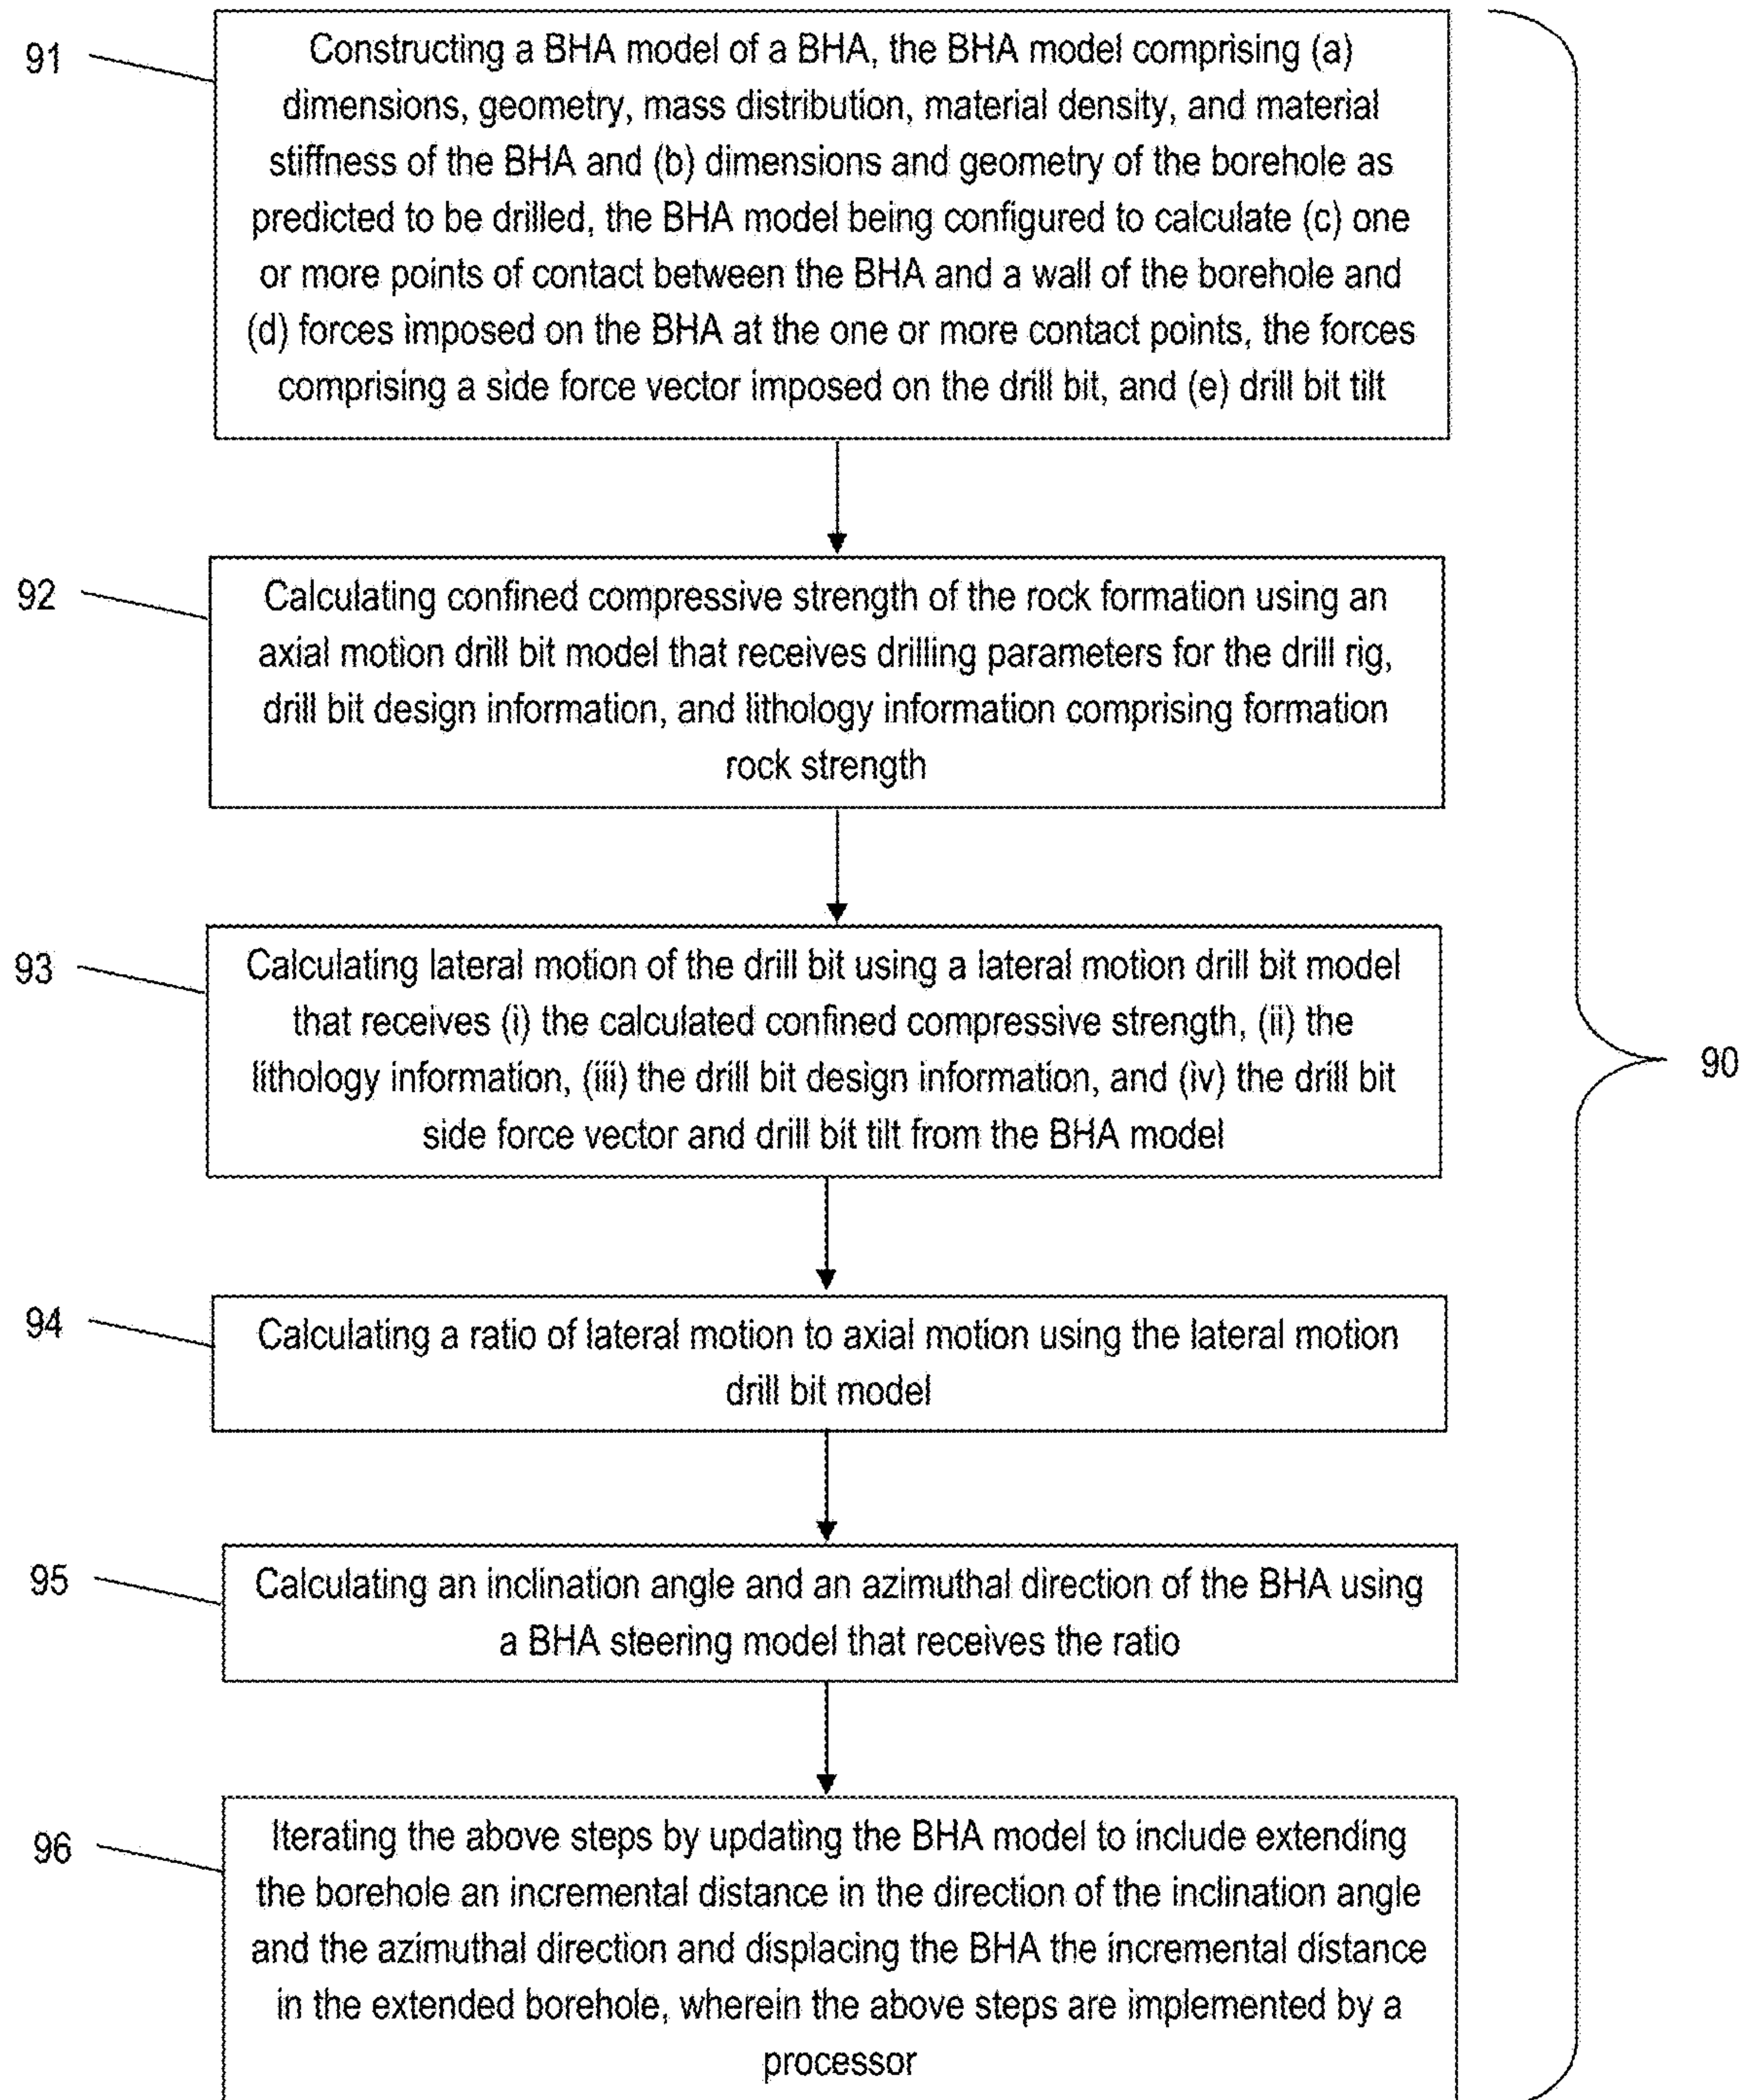 91
Constructing a BHA model of a BHA, the BHA model comprising (a)
dimensions, geometry, mass distribution, material density, and material
stiffness of the BHA and (b) dimensions and geometry of the borehole as
predicted to be drilled, the BHA model being configured to calculate (c) one
or more points of contact between the BHA and a wall of the borehole and
(d) forces imposed on the BHA at the one or more contact points, the forces
comprising a side force vector imposed on the drill bit, and (e) drill bit tilt
92
Calculating confined compressive strength of the rock formation using an
axial motion drill bit model that receives drilling parameters for the drill rig,
drill bit design information, and lithology information comprising formation
rock strength
93
Calculating lateral motion of the drill bit using a lateral motion drill bit model
that receives (i) the calculated confined compressive strength, (ii) the
lithology information, (iii) the drill bit design information, and (iv) the drill bit
side force vector and drill bit tilt from the BHA model
90
94
Calculating a ratio of lateral motion to axial motion using the lateral motion
drill bit model
95
Calculating an inclination angle and an azimuthal direction of the BHA using
a BHA steering model that receives the ratio
96
Iterating the above steps by updating the BHA model to include extending
the borehole an incremental distance in the direction of the inclination angle
and the azimuthal direction and displacing the BHA the incremental distance
in the extended borehole, wherein the above steps are implemented by a
processor